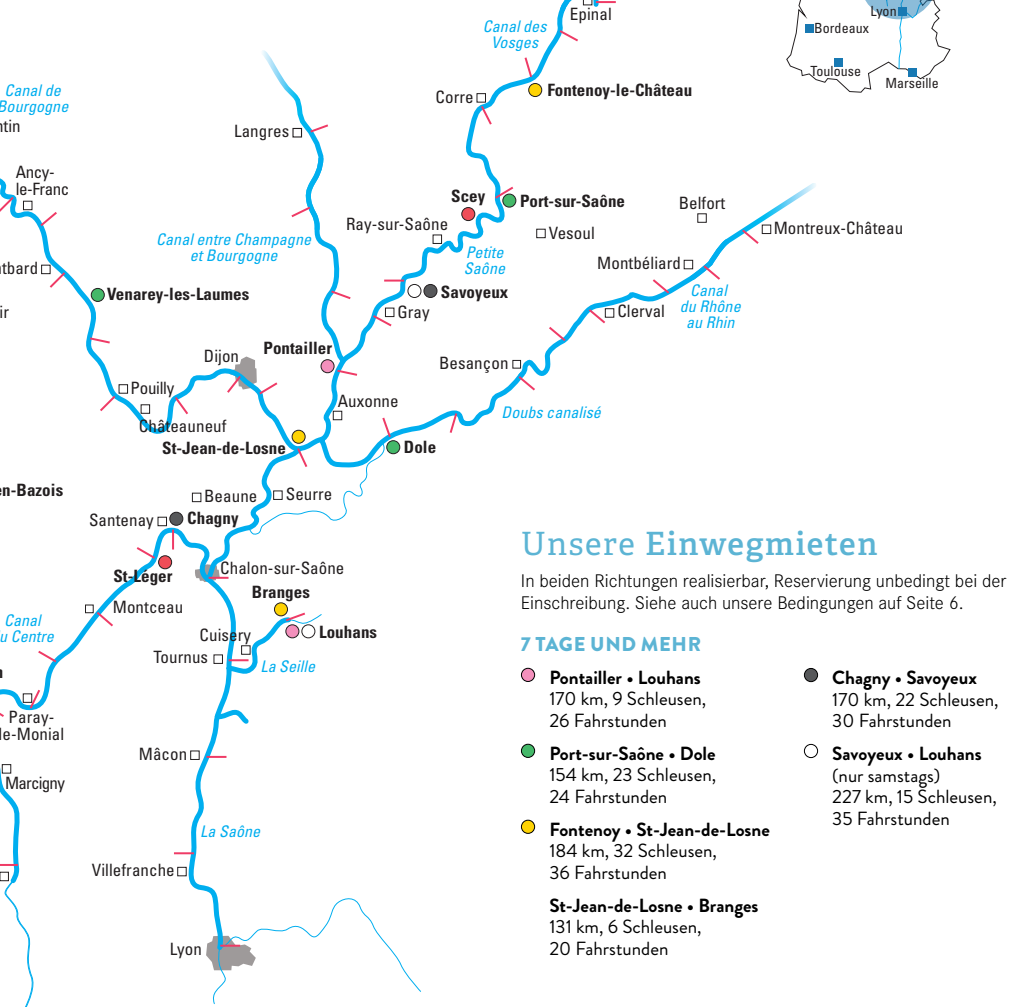 Epinal
Canal des
Vosges
Lyon
Bordeaux
Toulouse
Marseille
Canal de
Bourgogne
ntin
Corre
Fontenoy-le-Château
Langres
Ancy-
le-Franc
Scey
Port-sur-Saône
Belfort
Ray-sur-Saône
Vesoul
Montreux-Château
Canal entre Champagne
et Bourgogne
Petite
Saône
Montbéliard
tbard
Venarey-les-Laumes
Savoyeux
Canal
du Rhône
au Rhin
ir
Gray
Clerval
Dijon
Pontailler
Besançon
Pouilly
Auxonne
Châteauneuf
Doubs canalisé
St-Jean-de-Losne
Dole
en-Bazois
Beaune
Seurre
Santenay
Chagny
St-Léger
Chalon-sur-Saône
Branges
Montceau
Canal
u Centre
Cuisery
Louhans
Tournus
La Seille
n
Paray-
le-Monial
Mâcon
Marcigny
La Saône
Villefranche
Lyon
Unsere Einwegmieten
In beiden Richtungen realisierbar, Reservierung unbedingt bei der
Einschreibung. Siehe auch unsere Bedingungen auf Seite 6.
7 TAGE UND MEHR
Pontailler • Louhans
170 km, 9 Schleusen,
26 Fahrstunden
Port-sur-Saône • Dole
154 km, 23 Schleusen,
24 Fahrstunden
Fontenoy • St-Jean-de-Losne
184 km, 32 Schleusen,
36 Fahrstunden
St-Jean-de-Losne • Branges
131 km, 6 Schleusen,
20 Fahrstunden
Chagny • Savoyeux
170 km, 22 Schleusen,
30 Fahrstunden
Savoyeux • Louhans
(nur samstags)
227 km, 15 Schleusen,
35 Fahrstunden